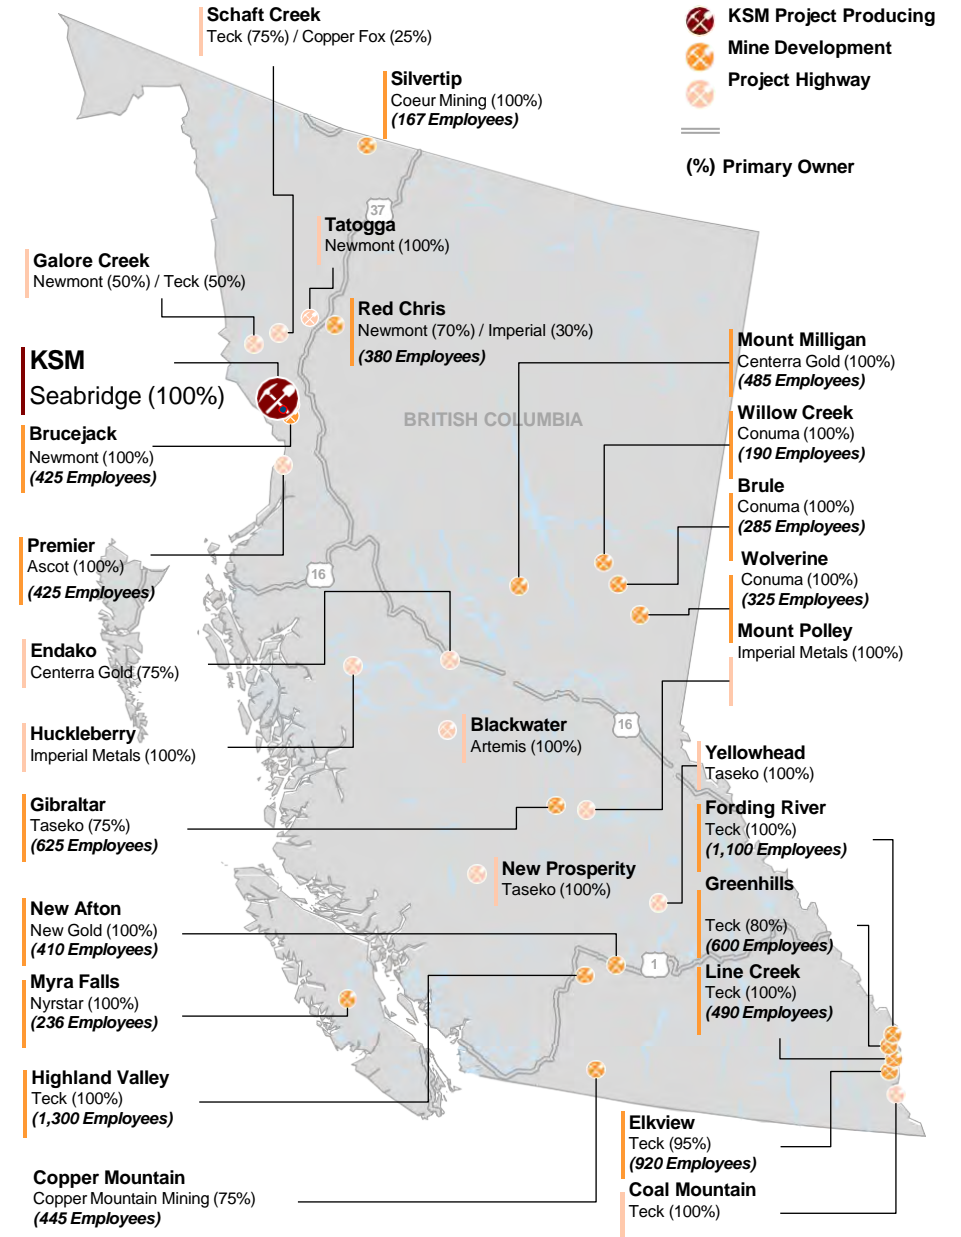 Schaft Creek
Teck (75%) / Copper Fox (25%)
KSM Project Producing
Mine Development
Project Highway
(%) Primary Owner
Silvertip
Coeur Mining (100%)
(167 Employees)
37
Tatogga
Newmont (100%)
Galore Creek
Newmont (50%) / Teck (50%)
Red Chris
Newmont (70%) / Imperial (30%)
(380 Employees)
KSM
Seabridge (100%)
BRITISH COLUMBIA
Mount Milligan
Centerra Gold (100%)
(485 Employees)
Willow Creek
Conuma (100%)
(190 Employees)
Brucejack
Newmont (100%)
(425 Employees)
Brule
Conuma (100%)
(285 Employees)
Premier
Ascot (100%)
(425 Employees)
16
Wolverine
Conuma (100%)
(325 Employees)
Mount Polley
Imperial Metals (100%)
Endako
Centerra Gold (75%)
Huckleberry
Imperial Metals (100%)
Blackwater
Artemis (100%)
16
Yellowhead
Taseko (100%)
Gibraltar
Taseko (75%)
(625 Employees)
Fording River
Teck (100%)
(1,100 Employees)
New Prosperity
Taseko (100%)
Greenhills
Teck (80%)
(600 Employees)
New Afton
New Gold (100%)
(410 Employees)
1
Line Creek
Teck (100%)
(490 Employees)
Myra Falls
Nyrstar (100%)
(236 Employees)
Highland Valley
Teck (100%)
(1,300 Employees)
Elkview
Teck (95%)
(920 Employees)
Copper Mountain
Copper Mountain Mining (75%)
(445 Employees)
Coal Mountain
Teck (100%)